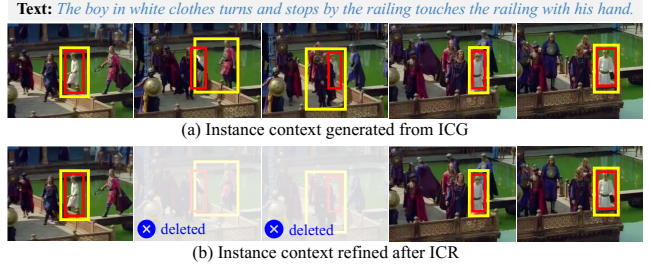 Text: The boy in white clothes turns and stops by the railing touches the railing with his hand.
(a) Instance context generated from ICG
deleted
deleted
(b) Instance context refined after ICR